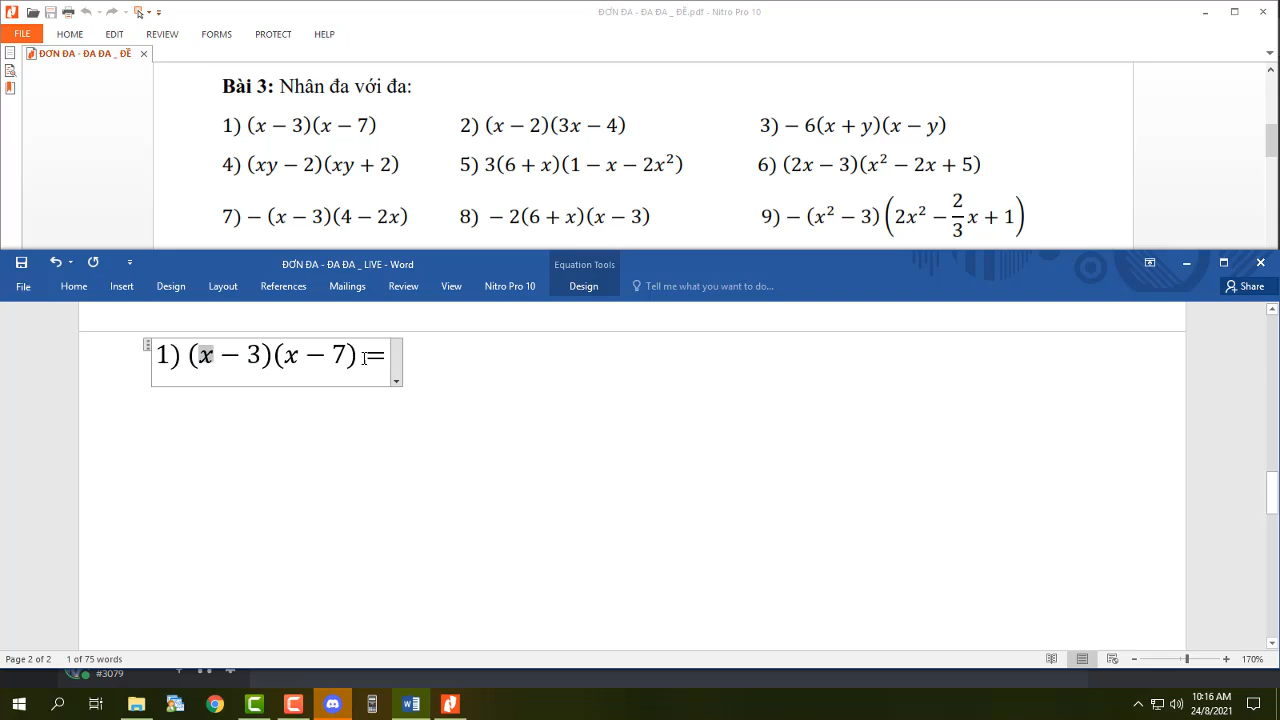 ĐƠN ĐA - ĐA ĐA _ ĐỀ.pdf - Nitro Pro 10
FILE HOME EDIT REVIEW FORMS PROTECT HELP
ĐƠN ĐA - ĐA ĐA _ ĐỀ
Bài 3: Nhân đa với đa:
1) (x − 3)(x − 7) 2) (x − 2)(3x − 4) 3) − 6(x + y)(x − y)
4) (xy − 2)(xy + 2) 5) 3(6 + x)(1 − x − 2x²) 6) (2x − 3)(x² − 2x + 5)
7) − (x − 3)(4 − 2x) 8) − 2(6 + x)(x − 3) 9) − (x² − 3)(2x² − 2/3 x + 1)
ĐƠN ĐA - ĐA ĐA _ LIVE - Word Equation Tools
File Home Insert Design Layout References Mailings Review View Nitro Pro 10 Design Tell me what you want to do... Share
1) (x − 3)(x − 7) =
Page 2 of 2 1 of 75 words 170%
#3079
10:16 AM
24/8/2021